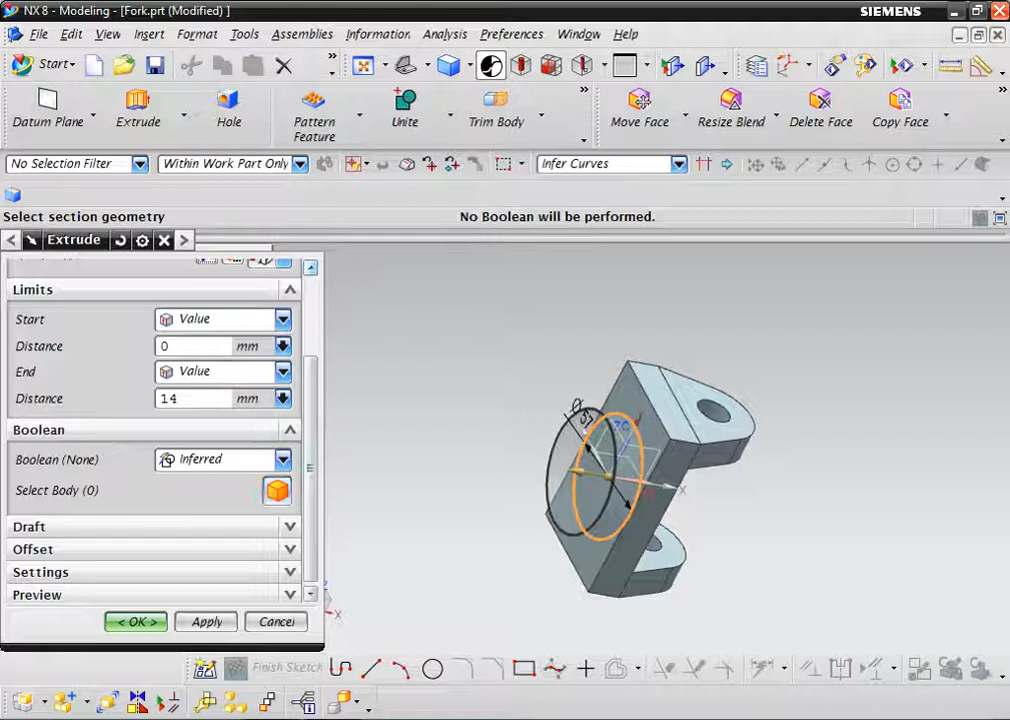 NX 8 - Modeling - [Fork.prt (Modified) ]
SIEMENS
File Edit View Insert Format Tools Assemblies Information Analysis Preferences Window Help
Start
Datum Plane Extrude Hole Pattern Feature Unite Trim Body Move Face Resize Blend Delete Face Copy Face
No Selection Filter Within Work Part Only Infer Curves
Select section geometry No Boolean will be performed.
Extrude
Limits
Start Value
Distance 0 mm
End Value
Distance 14 mm
Boolean
Boolean (None) Inferred
Select Body (0)
Draft
Offset
Settings
Preview
< OK > Apply Cancel
X
X
Finish Sketch